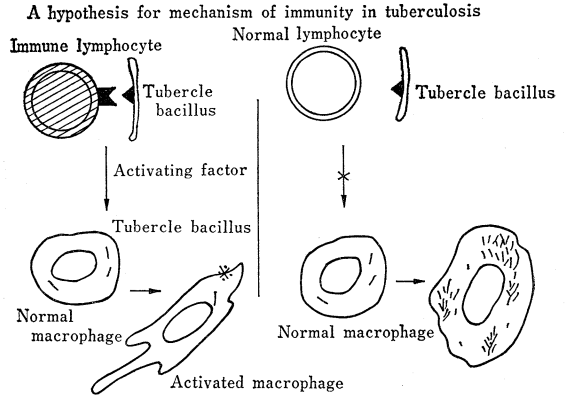 A hypothesis for mechanism of immunity in tuberculosis
Immune lymphocyte
Tubercle
bacillus
Activating factor
Tubercle bacillus
Normal
macrophage
Activated macrophage
Normal lymphocyte
Tubercle bacillus
Normal macrophage